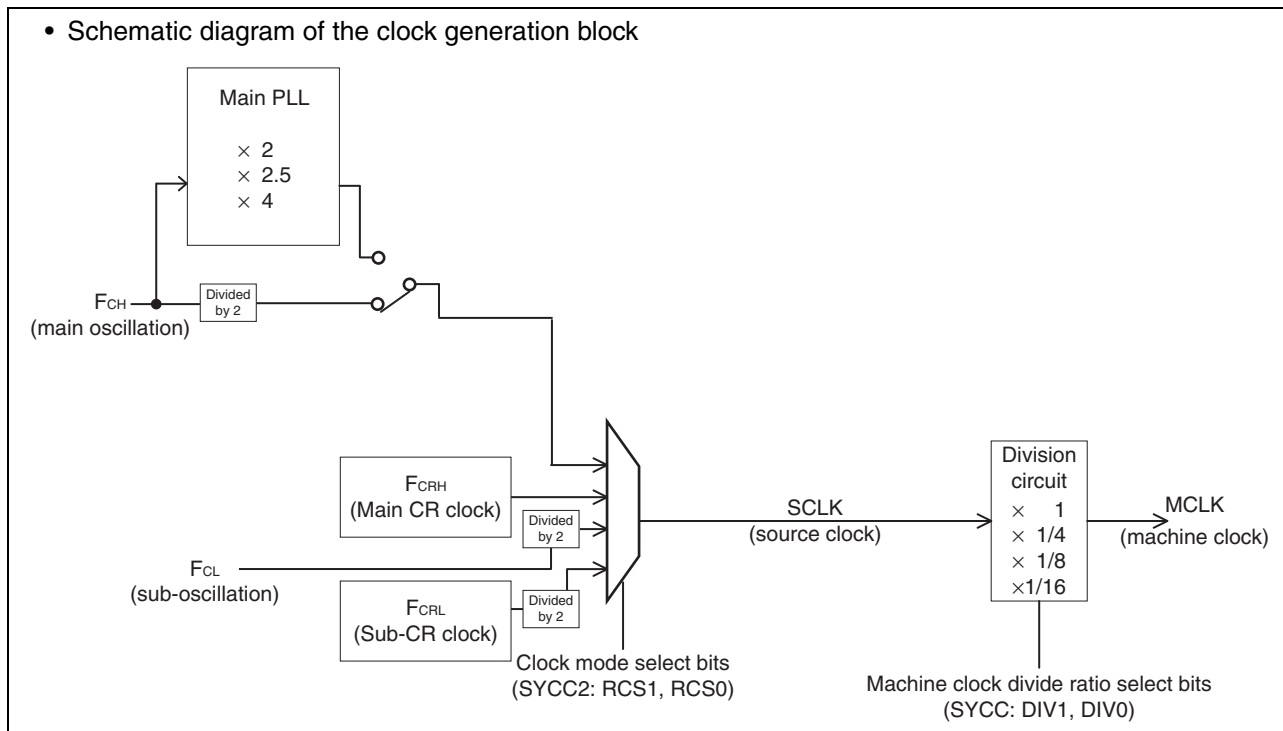 • Schematic diagram of the clock generation block
Main PLL
× 2
× 2.5
× 4
FCH
(main oscillation)
Divided
by 2
FCRH
(Main CR clock)
Divided
by 2
FCL
(sub-oscillation)
FCRL
(Sub-CR clock)
Divided
by 2
Clock mode select bits
(SYCC2: RCS1, RCS0)
SCLK
(source clock)
Division
circuit
× 1
× 1/4
× 1/8
×1/16
MCLK
(machine clock)
Machine clock divide ratio select bits
(SYCC: DIV1, DIV0)